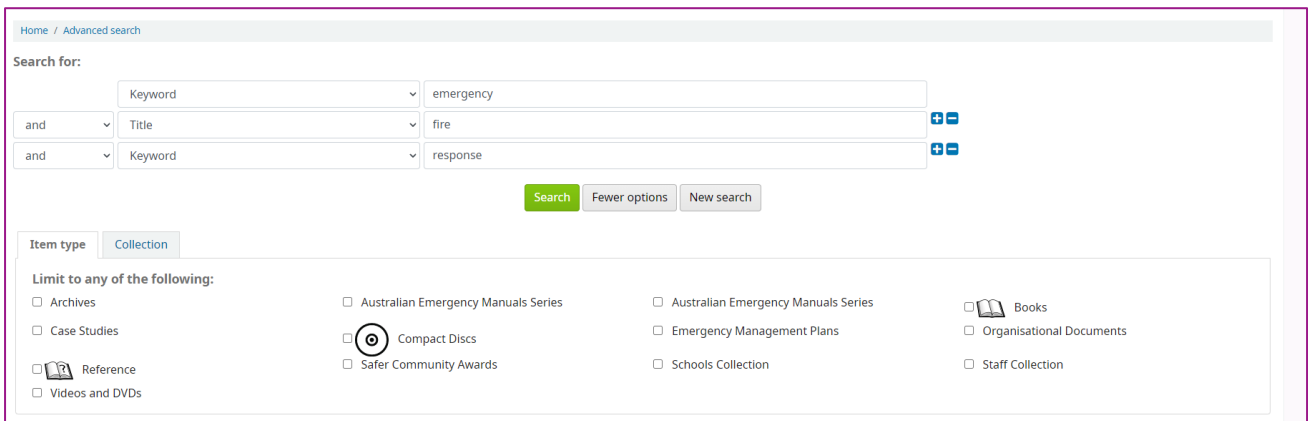 Home / Advanced search
Search for:
Keyword emergency
and Title fire
and Keyword response
Search Fewer options New search
Item type Collection
Limit to any of the following:
Archives Australian Emergency Manuals Series Australian Emergency Manuals Series Books
Case Studies Compact Discs Emergency Management Plans Organisational Documents
Reference Safer Community Awards Schools Collection Staff Collection
Videos and DVDs